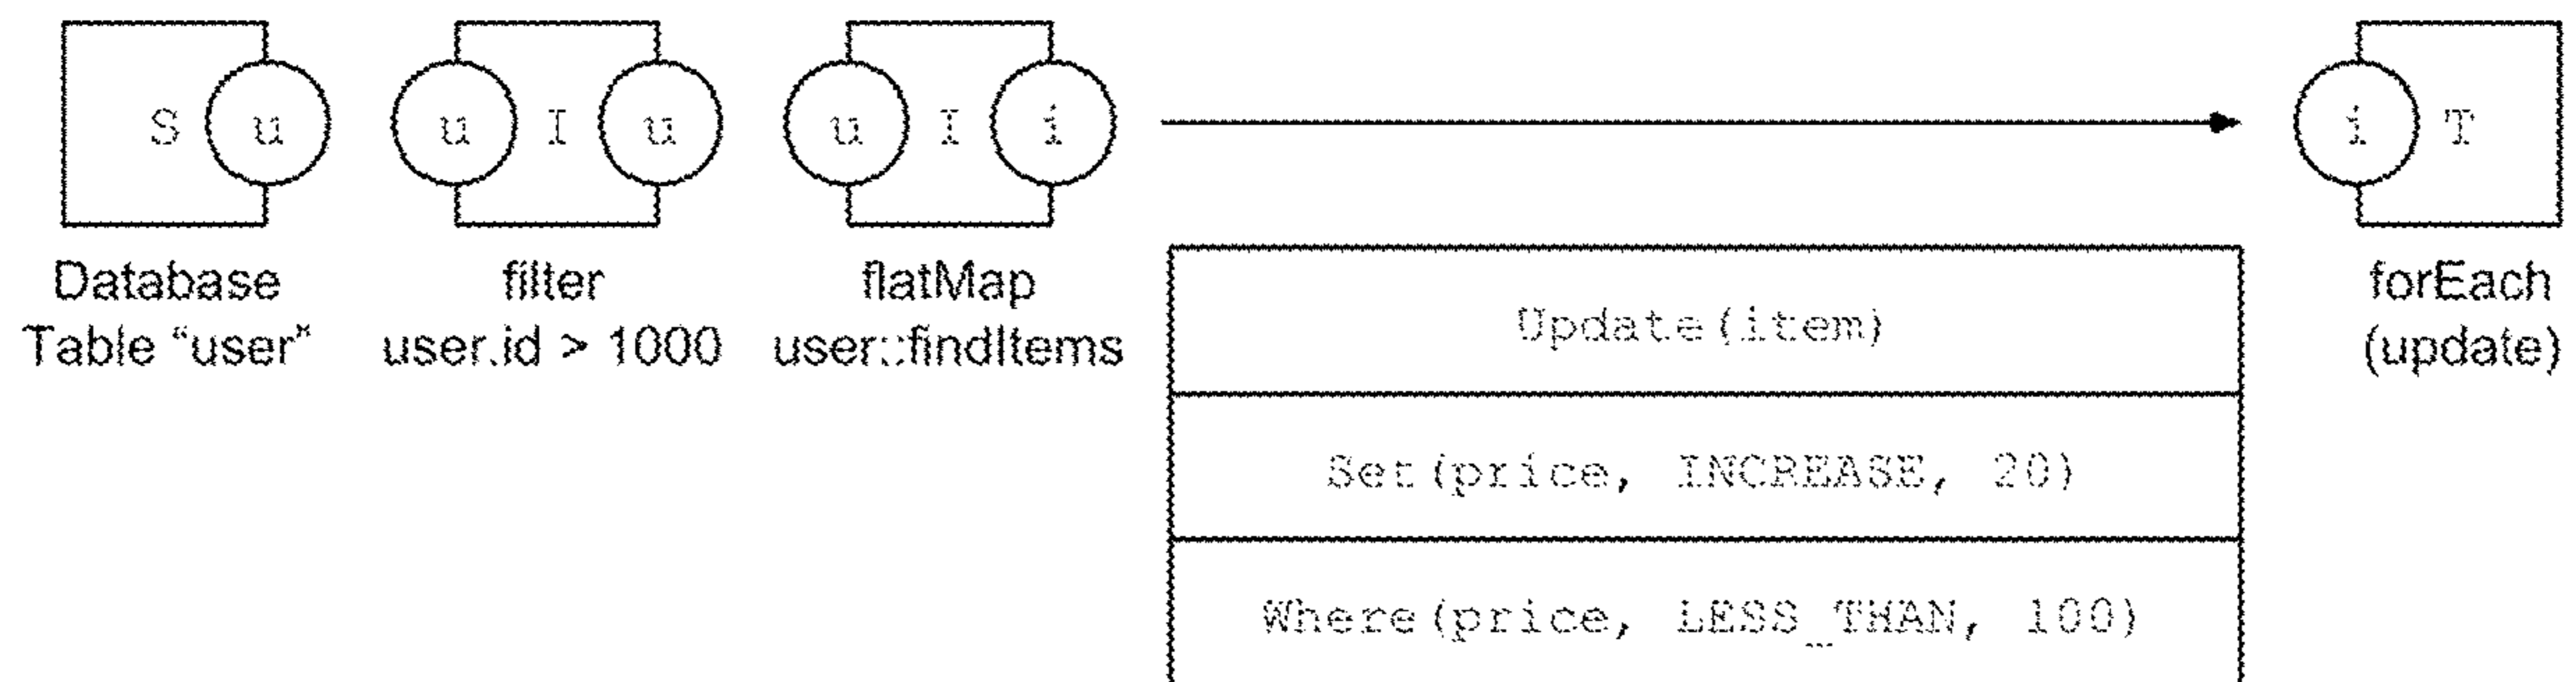 S u u I u u I i i T
Database
Table “user”
filter
user.id > 1000
flatMap
user::findItems
Update(item)
Set(price, INCREASE, 20)
Where(price, LESS_THAN, 100)
forEach
(update)